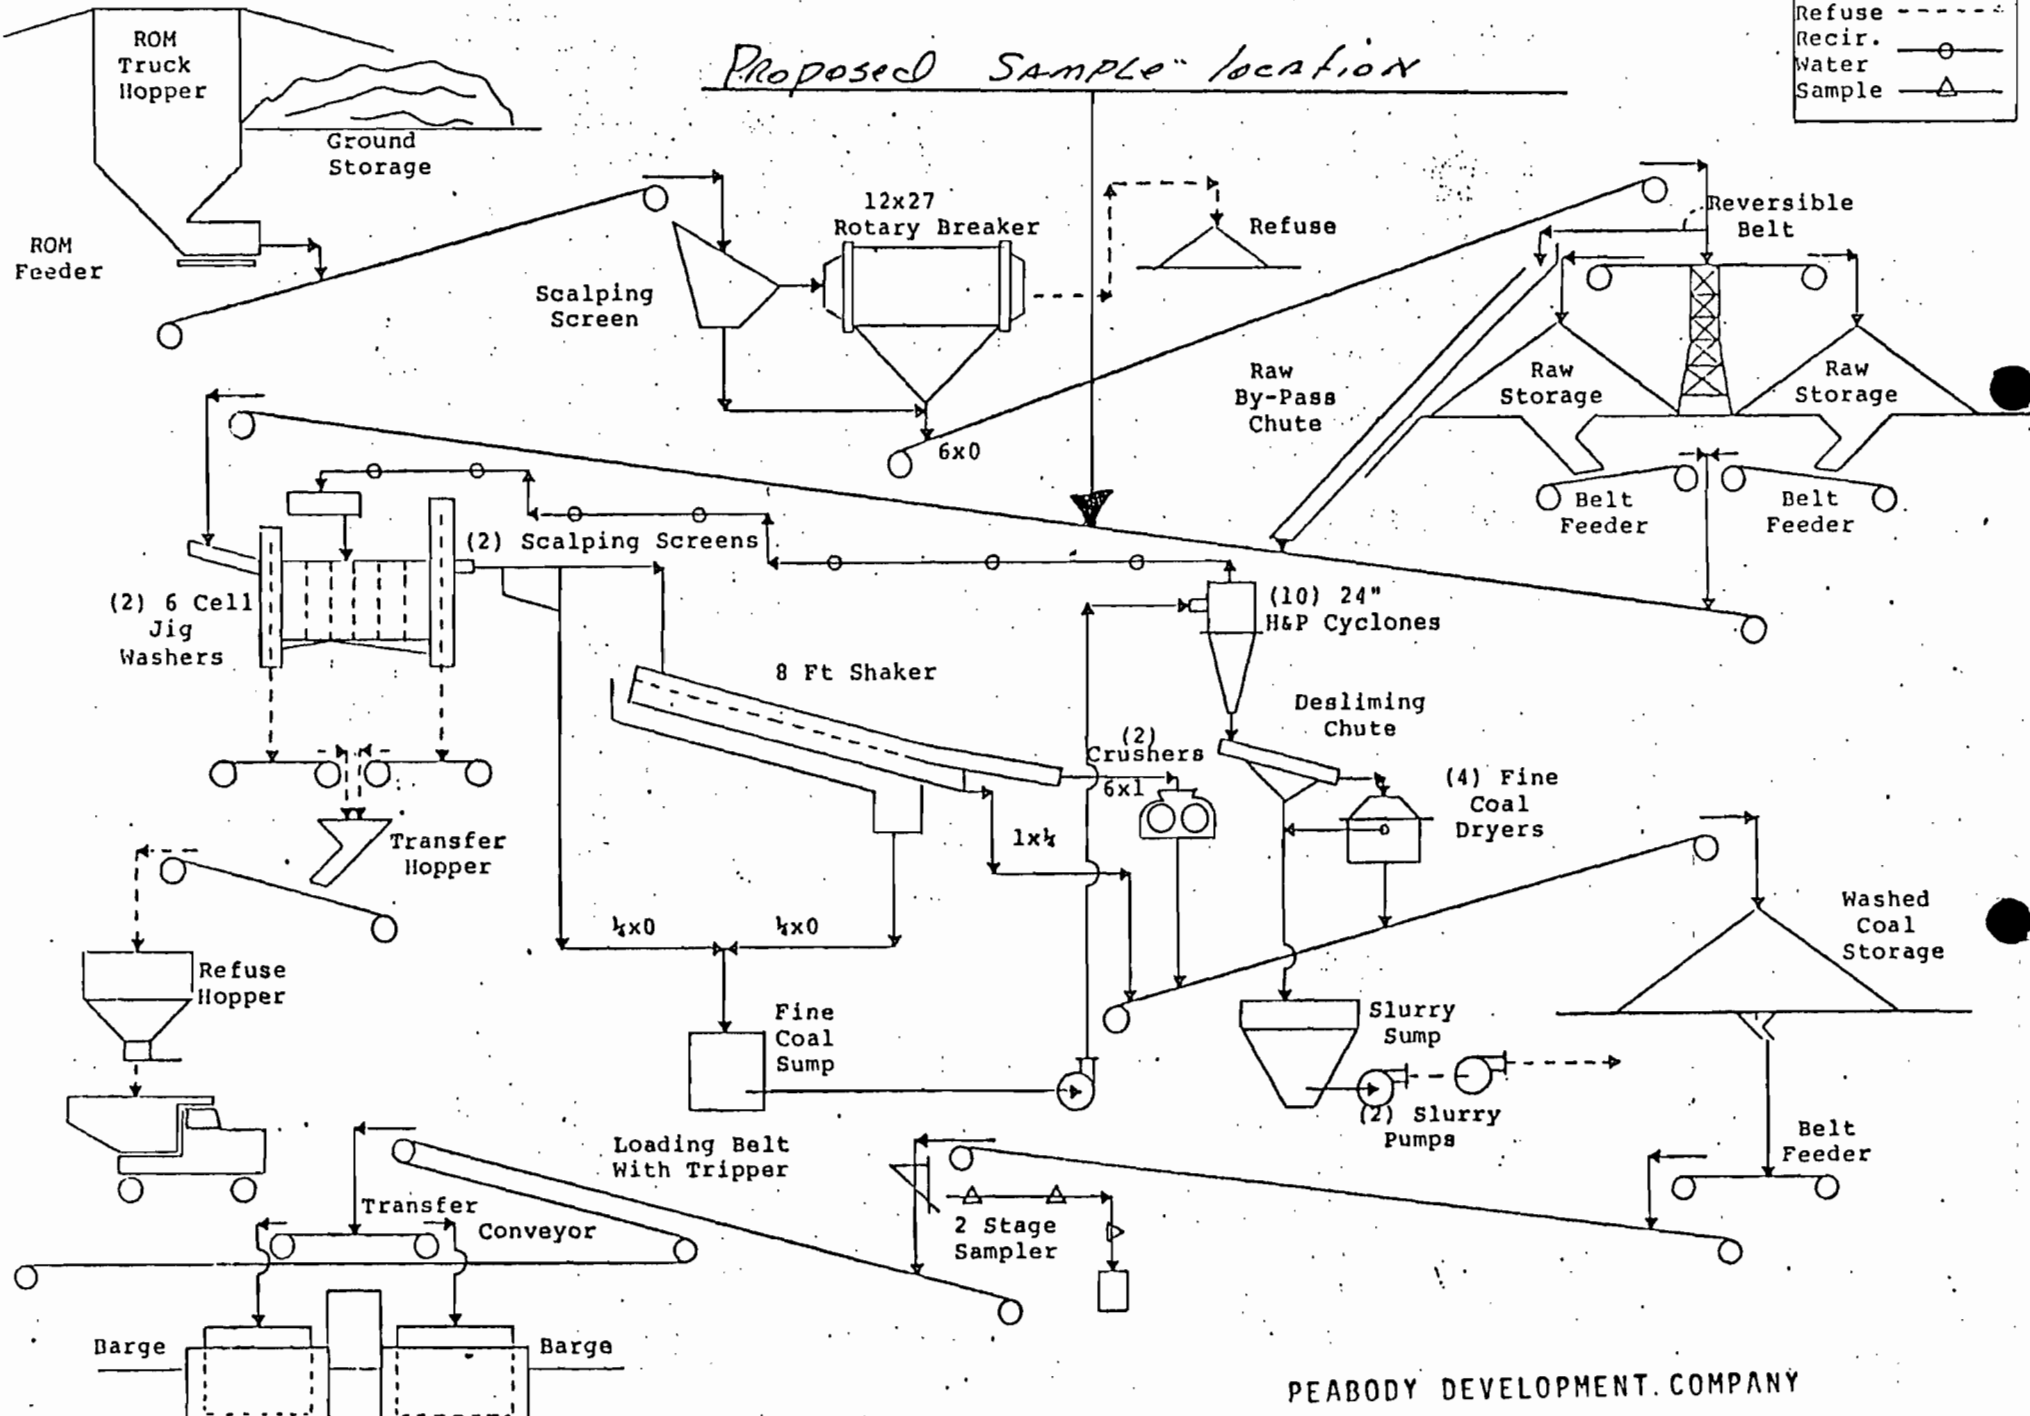 Refuse
Recir.
Water
Sample
Proposed Sample location
ROM
Truck
Hopper
Ground
Storage
ROM
Feeder
12x27
Rotary Breaker
Refuse
Scalping
Screen
Reversible
Belt
Raw
By-Pass
Chute
Raw
Storage
Raw
Storage
6x0
Belt
Feeder
Belt
Feeder
(2) Scalping Screens
(2) 6 Cell
Jig
Washers
(10) 24"
H&P Cyclones
8 Ft Shaker
Desliming
Chute
(2)
Crushers
6x1
(4) Fine
Coal
Dryers
Transfer
Hopper
1x¼
¼x0
¼x0
Washed
Coal
Storage
Refuse
Hopper
Fine
Coal
Sump
Slurry
Sump
(2) Slurry
Pumps
Loading Belt
With Tripper
Belt
Feeder
Transfer
Conveyor
2 Stage
Sampler
Barge
Barge
PEABODY DEVELOPMENT.COMPANY